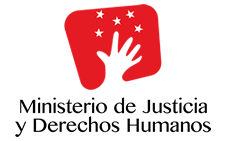 Ministerio de Justicia
y Derechos Humanos